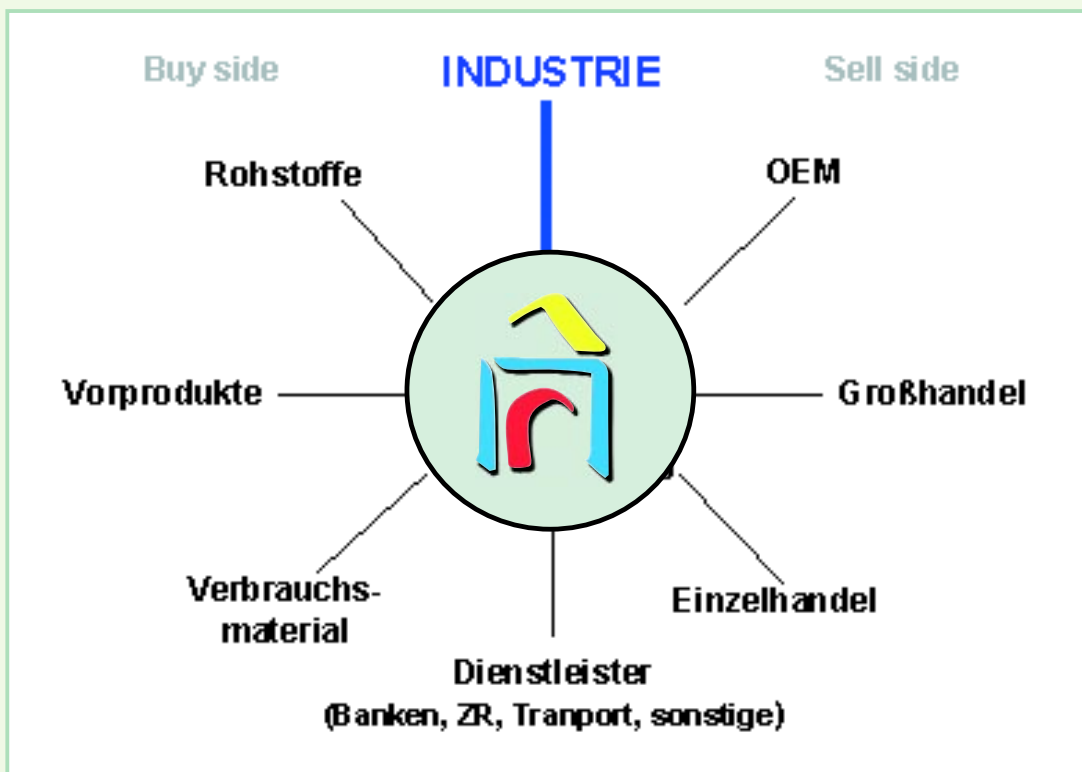 Buy side
INDUSTRIE
Sell side
Rohstoffe
OEM
Vorprodukte
Großhandel
Verbrauchs-
material
Einzelhandel
Dienstleister
(Banken, ZR, Tranport, sonstige)